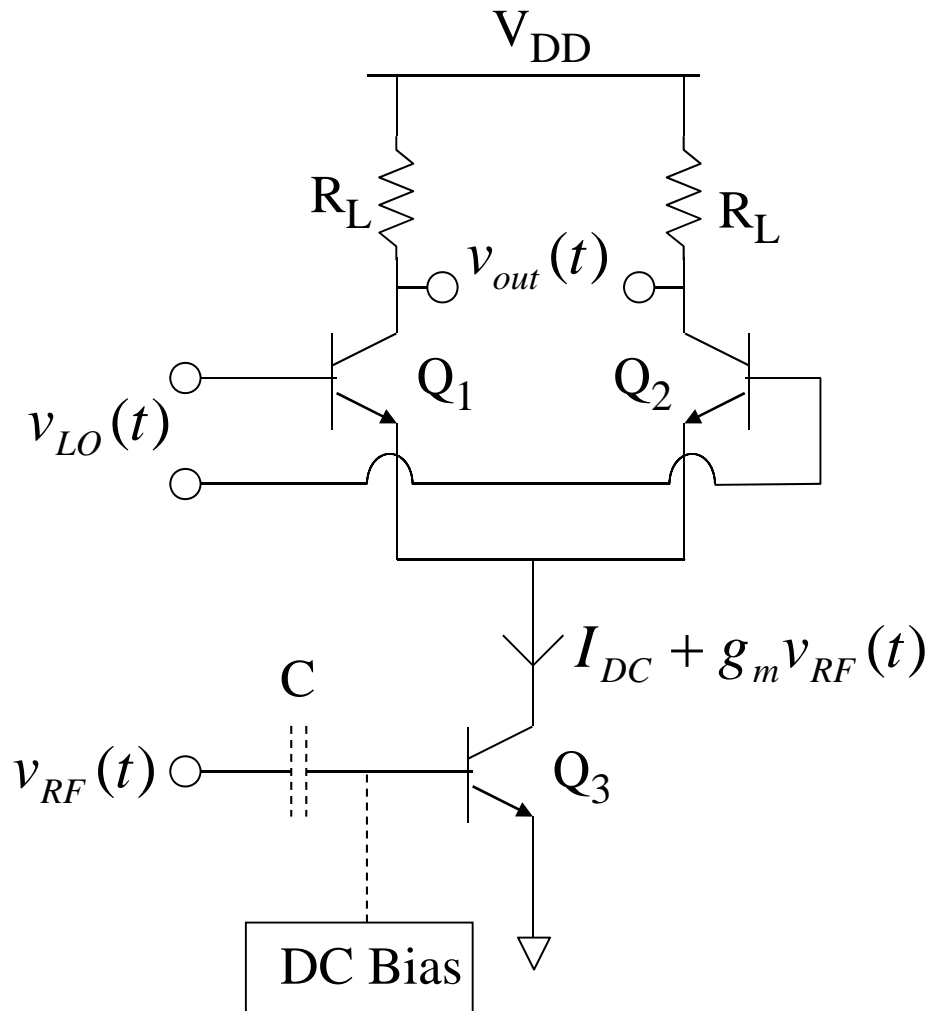 V_DD
R_L
R_L
v_out(t)
Q_1
Q_2
v_LO(t)
I_DC + g_m v_RF(t)
C
v_RF(t)
Q_3
DC Bias